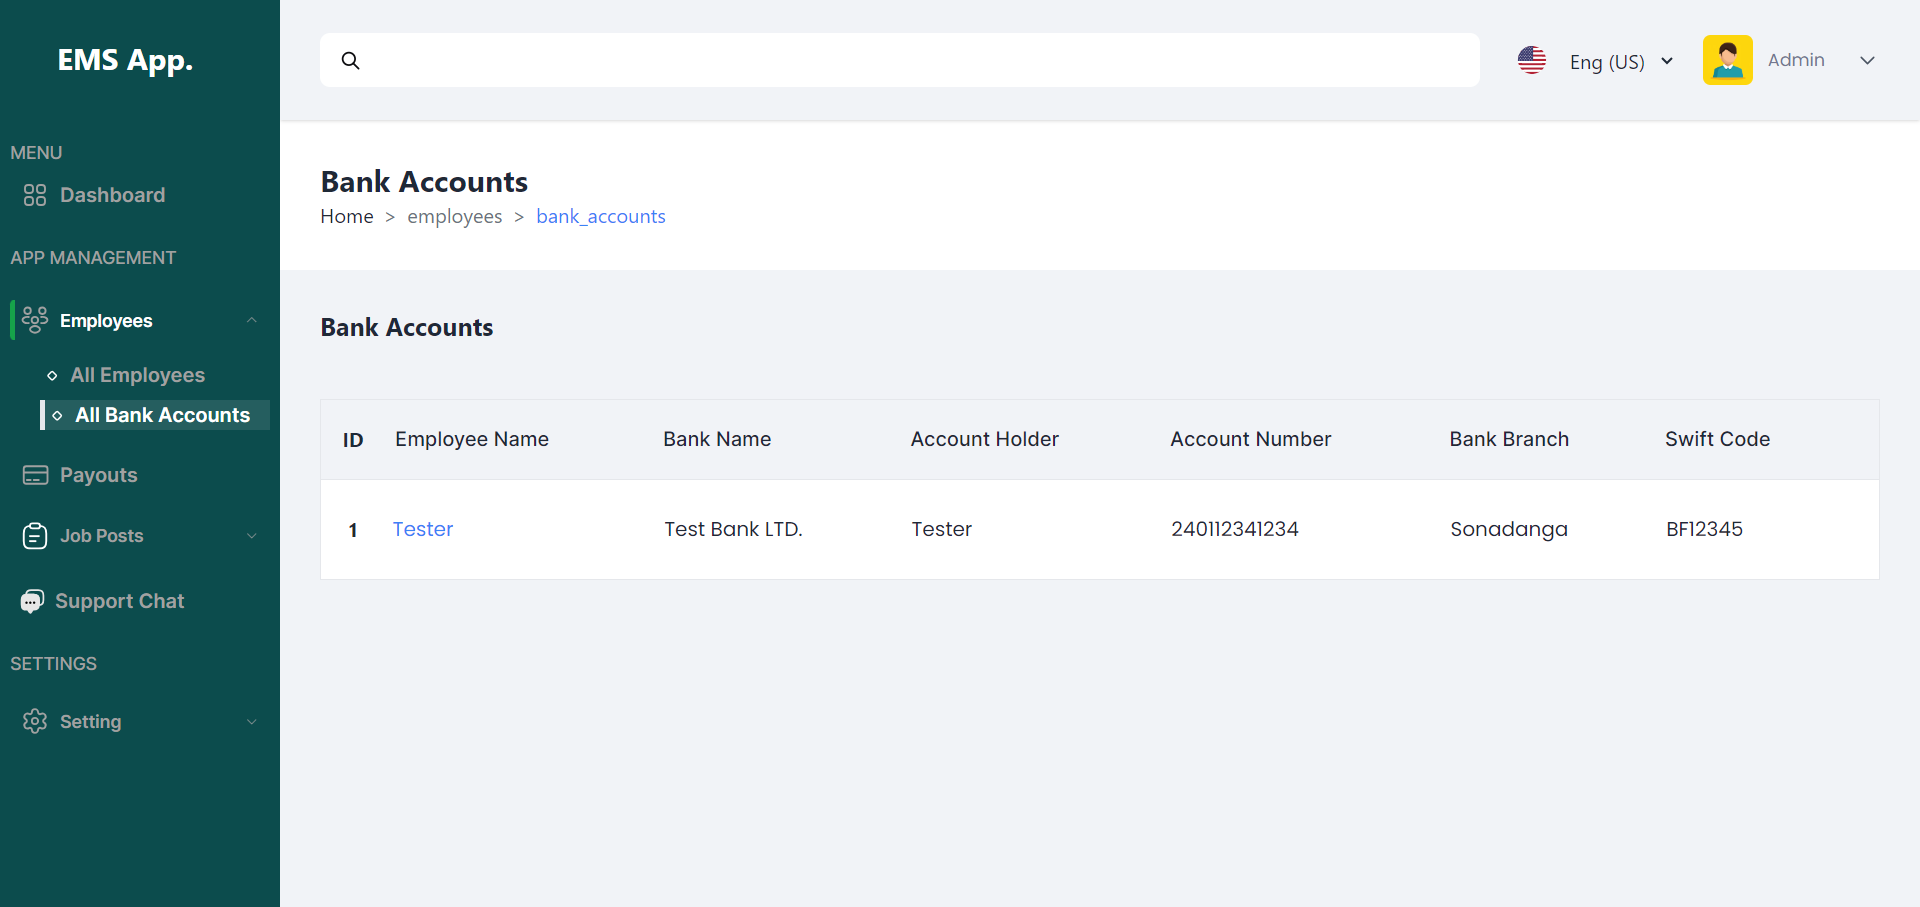 EMS App.
MENU
Dashboard
APP MANAGEMENT
Employees
All Employees
All Bank Accounts
Payouts
Job Posts
Support Chat
SETTINGS
Setting
Eng (US)
Admin
Bank Accounts
Home > employees > bank_accounts
Bank Accounts
ID Employee Name Bank Name Account Holder Account Number Bank Branch Swift Code
1 Tester Test Bank LTD. Tester 240112341234 Sonadanga BF12345